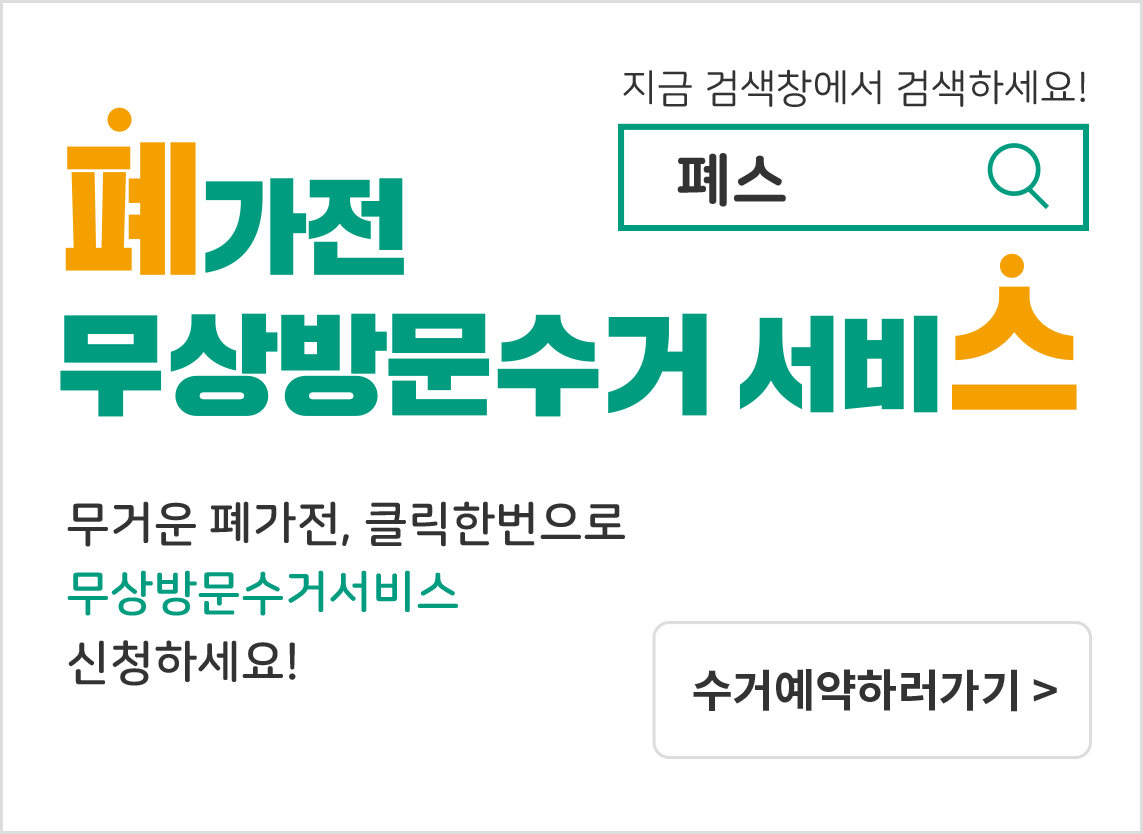 지금 검색창에서 검색하세요!
폐스
폐가전
무상방문수거 서비스
무거운 폐가전, 클릭한번으로
무상방문수거서비스
신청하세요!
수거예약하러가기 >